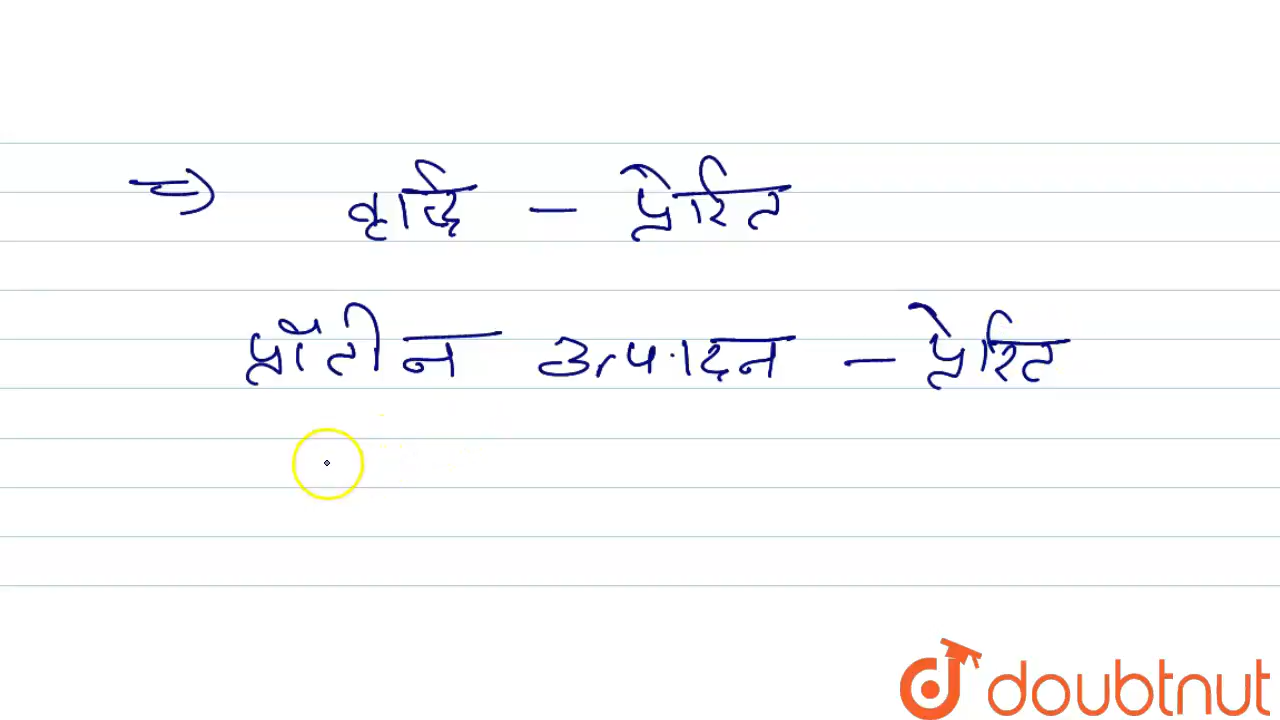 ⇒ वृद्धि – प्रेरित
प्रॉटीन उत्पादन – प्रेरित
doubtnut